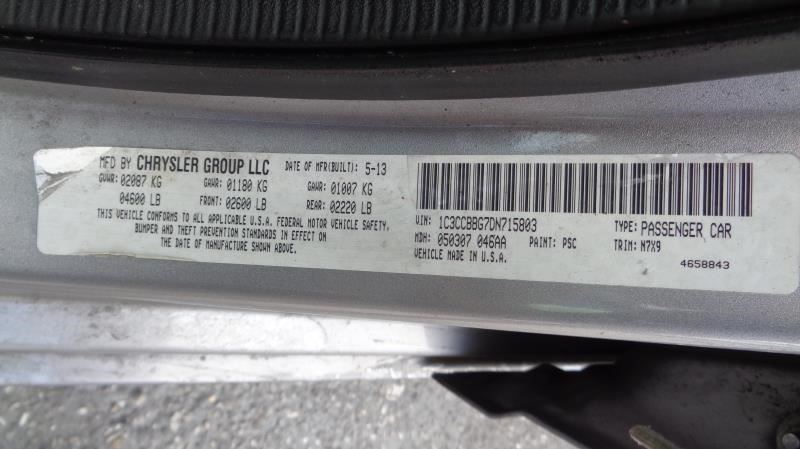 MFD BY CHRYSLER GROUP LLC DATE OF MFR(BUILT): 5-13
GVWR: 02087 KG GAWR: 01180 KG GAWR: 01007 KG
04600 LB FRONT: 02600 LB REAR: 02220 LB
THIS VEHICLE CONFORMS TO ALL APPLICABLE U.S.A. FEDERAL MOTOR VEHICLE SAFETY,
BUMPER AND THEFT PREVENTION STANDARDS IN EFFECT ON
THE DATE OF MANUFACTURE SHOWN ABOVE.
VIN: 1C3CCBBG7DN715803 TYPE: PASSENGER CAR
MDH: 050307 046AA PAINT: PSC TRIM: N7X9
VEHICLE MADE IN U.S.A.
4658843